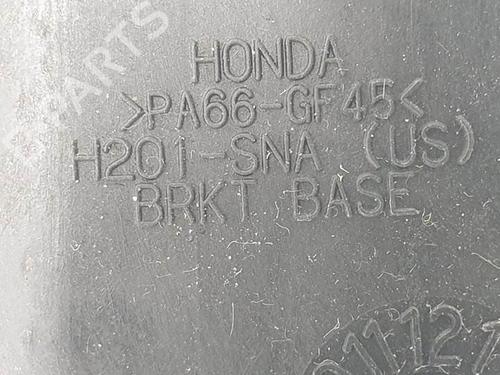 HONDA
>PA66-GF45<
H201-SNA (US)
BRKT BASE